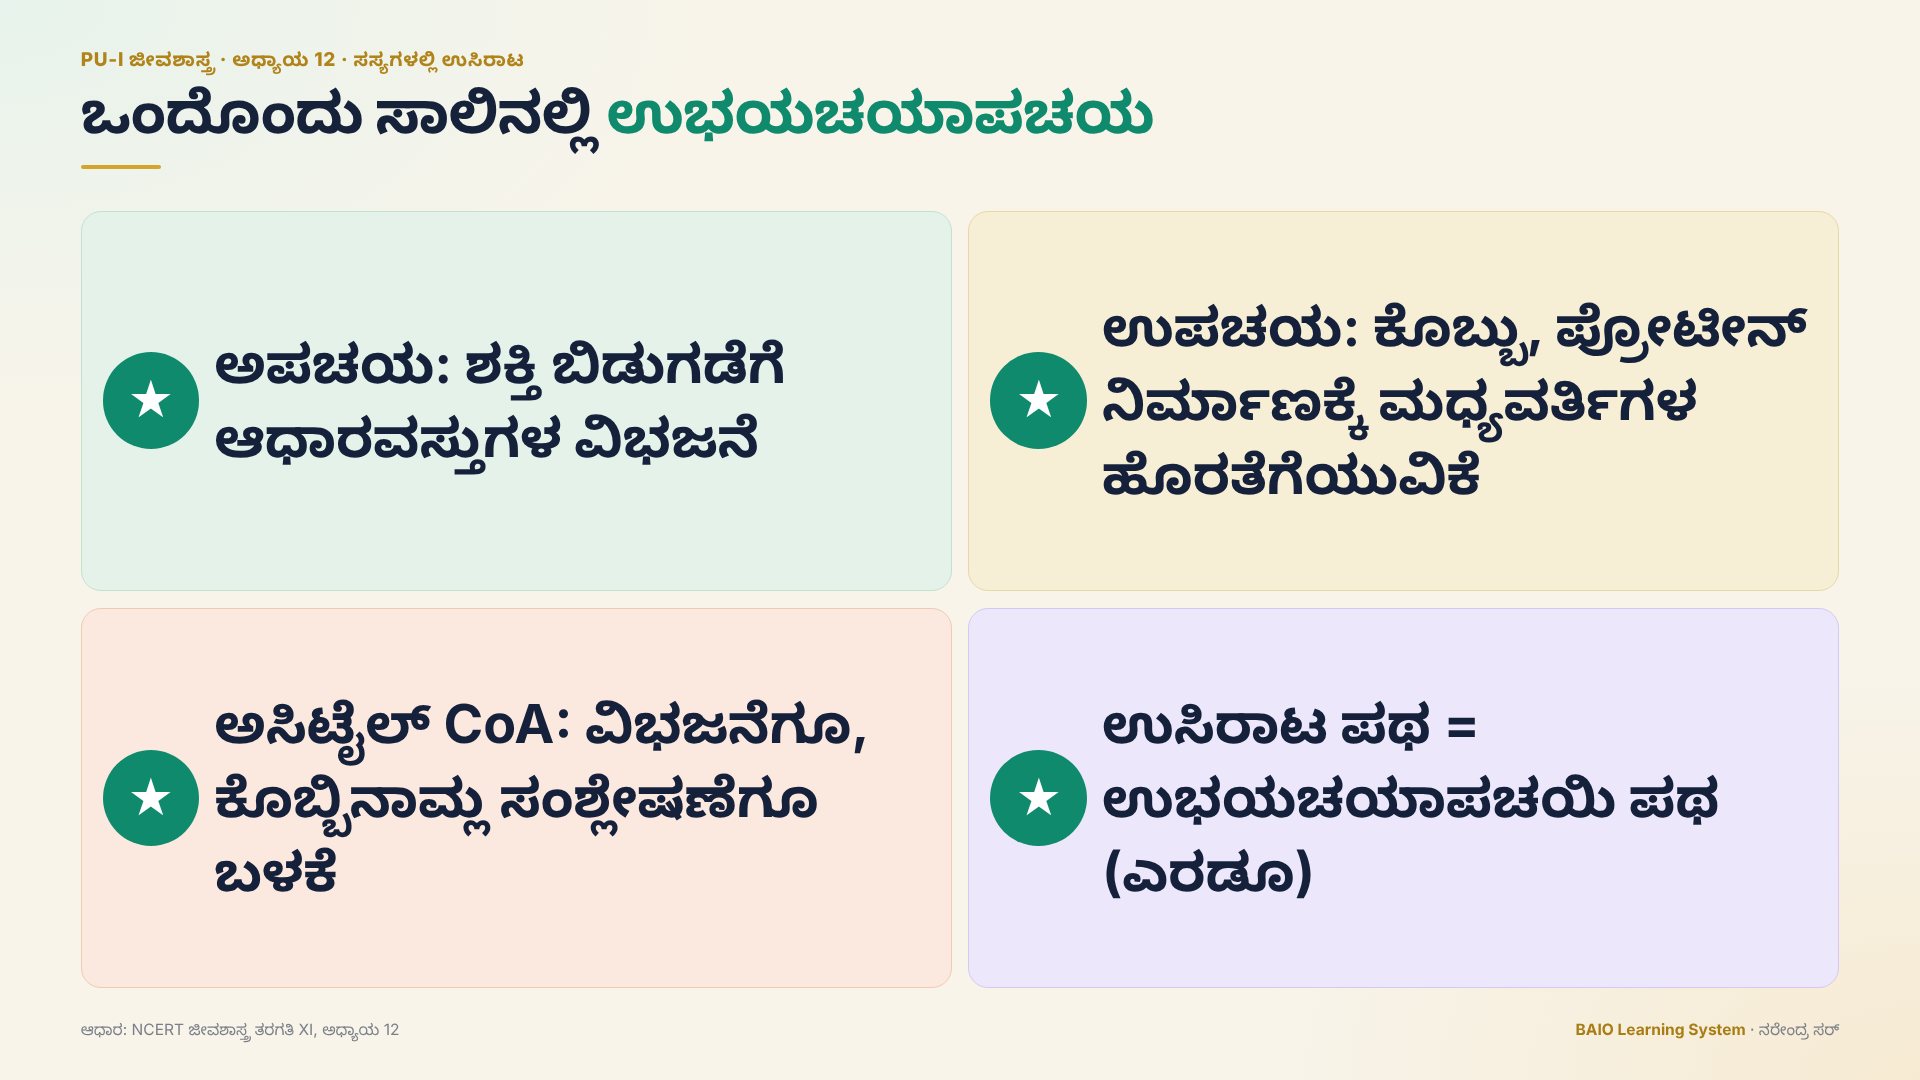 PU-I ಜೀವಶಾಸ್ತ್ರ · ಅಧ್ಯಾಯ 12 · ಸಸ್ಯಗಳಲ್ಲಿ ಉಸಿರಾಟ
ಒಂದೊಂದು ಸಾಲಿನಲ್ಲಿ ಉಭಯಚಯಾಪಚಯ
ಅಪಚಯ: ಶಕ್ತಿ ಬಿಡುಗಡೆಗೆ
ಆಧಾರವಸ್ತುಗಳ ವಿಭಜನೆ
ಉಪಚಯ: ಕೊಬ್ಬು, ಪ್ರೋಟೀನ್
ನಿರ್ಮಾಣಕ್ಕೆ ಮಧ್ಯವರ್ತಿಗಳ
ಹೊರತೆಗೆಯುವಿಕೆ
ಅಸಿಟೈಲ್ CoA: ವಿಭಜನೆಗೂ,
ಕೊಬ್ಬಿನಾಮ್ಲ ಸಂಶ್ಲೇಷಣೆಗೂ
ಬಳಕೆ
ಉಸಿರಾಟ ಪಥ =
ಉಭಯಚಯಾಪಚಯಿ ಪಥ
(ಎರಡೂ)
ಆಧಾರ: NCERT ಜೀವಶಾಸ್ತ್ರ ತರಗತಿ XI, ಅಧ್ಯಾಯ 12
BAIO Learning System · ನರೇಂದ್ರ ಸರ್